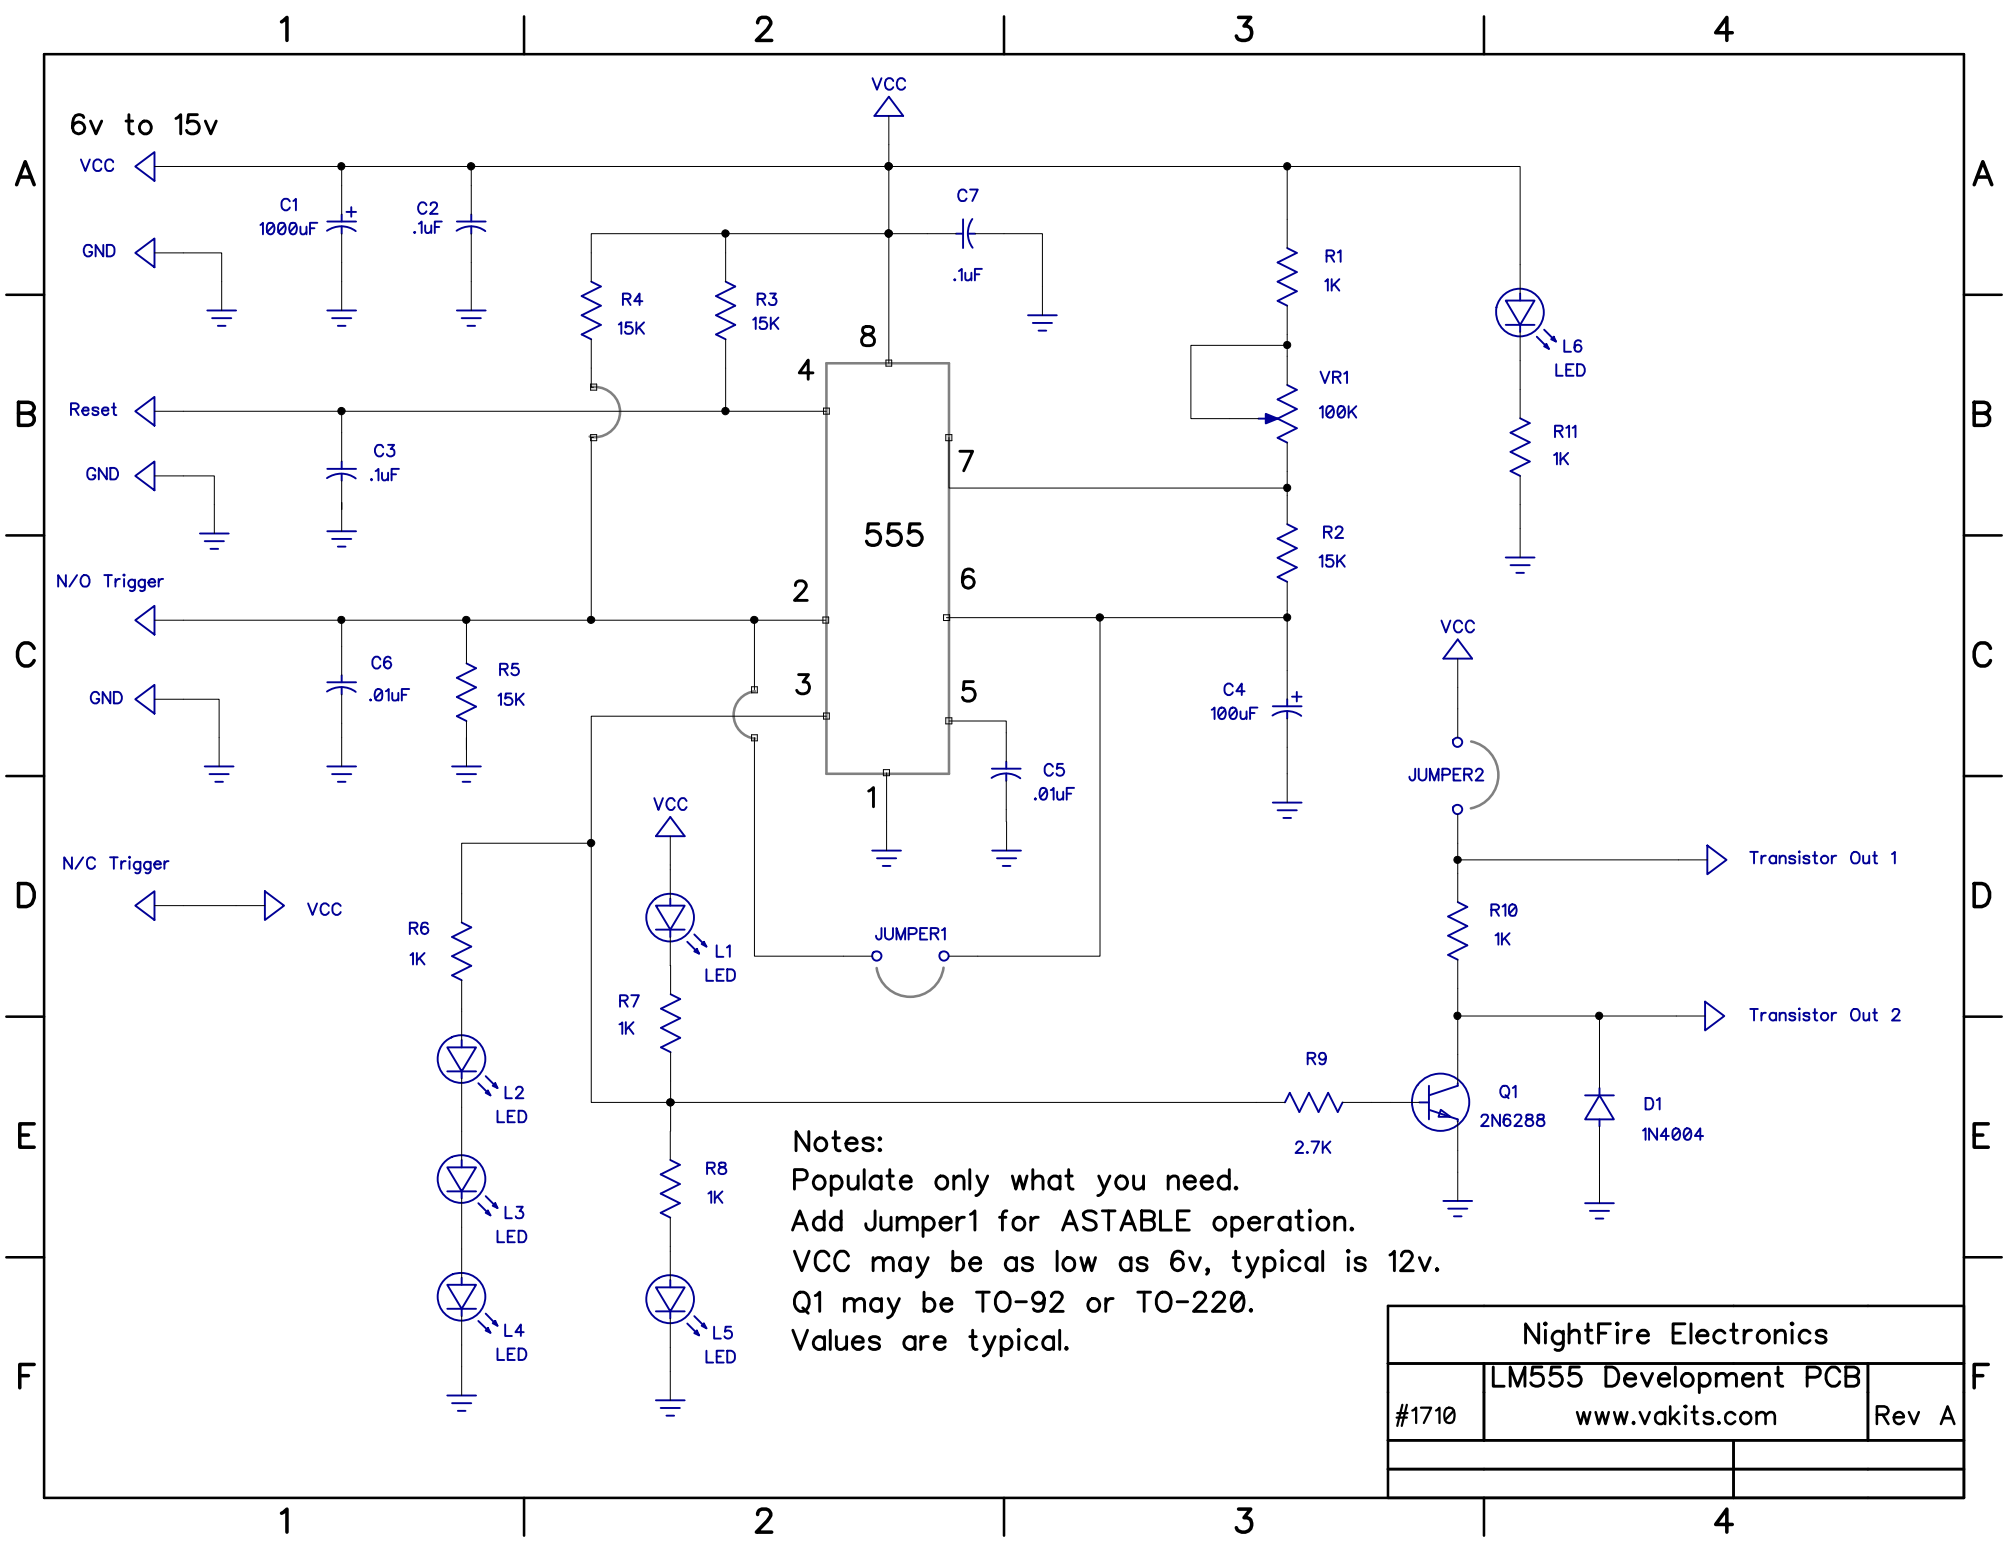 1
2
3
4
A
A
6v to 15v
VCC
VCC
GND
C1
1000uF
C2
.1uF
C7
.1uF
R4
15K
R3
15K
R1
1K
L6
LED
B
B
Reset
GND
C3
.1uF
4
8
7
555
VR1
100K
R11
1K
R2
15K
C
C
N/O Trigger
GND
C6
.01uF
R5
15K
2
3
6
5
1
C5
.01uF
C4
100uF
VCC
JUMPER2
D
D
N/C Trigger
VCC
R6
1K
VCC
L1
LED
R7
1K
JUMPER1
Transistor Out 1
R10
1K
Transistor Out 2
E
E
L2
LED
L3
LED
R8
1K
R9
2.7K
Q1
2N6288
D1
1N4004
F
F
L4
LED
L5
LED
Notes:
Populate only what you need.
Add Jumper1 for ASTABLE operation.
VCC may be as low as 6v, typical is 12v.
Q1 may be TO-92 or TO-220.
Values are typical.
NightFire Electronics
#1710
LM555 Development PCB
www.vakits.com
Rev A
1
2
3
4